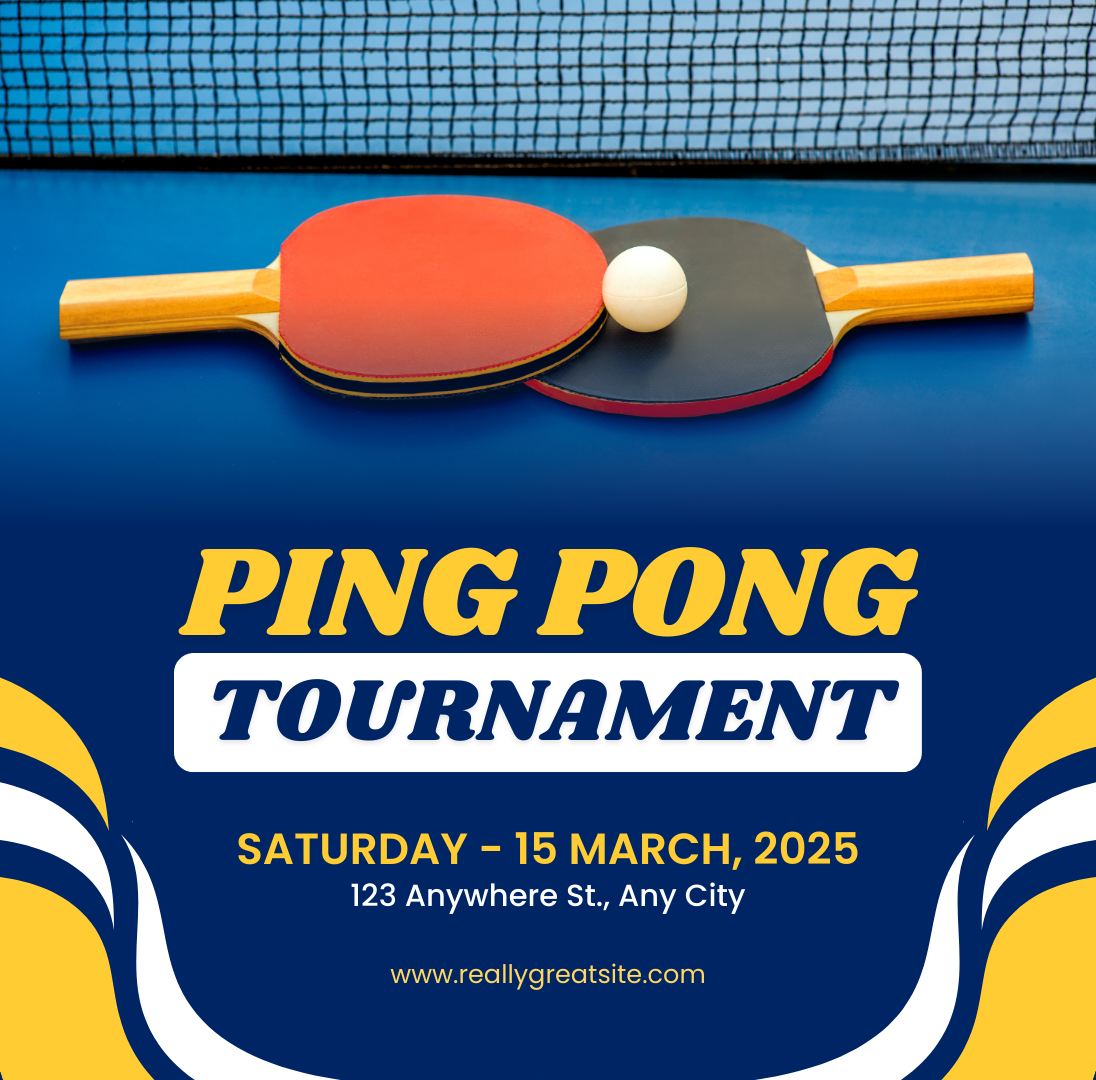 PING PONG
TOURNAMENT
SATURDAY - 15 MARCH, 2025
123 Anywhere St., Any City
www.reallygreatsite.com